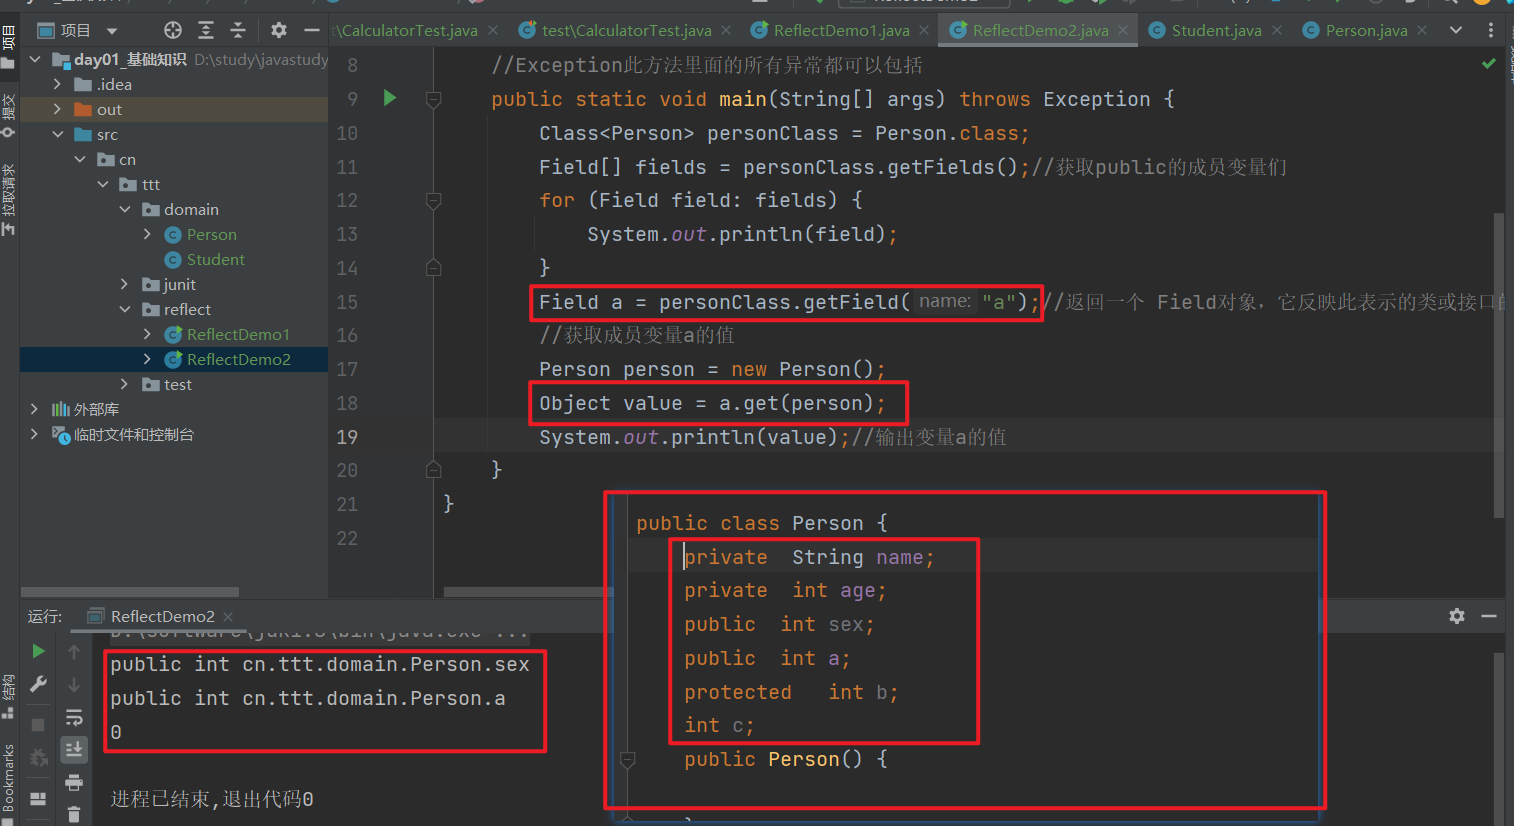 项目
t\CalculatorTest.java
test\CalculatorTest.java
ReflectDemo1.java
ReflectDemo2.java
Student.java
Person.java
项目
提交
拉取请求
结构
Bookmarks
day01_基础知识 D:\study\javastudy
.idea
out
src
cn
ttt
domain
Person
Student
junit
reflect
ReflectDemo1
ReflectDemo2
test
外部库
临时文件和控制台
8 //Exception此方法里面的所有异常都可以包括
9 public static void main(String[] args) throws Exception {
10 Class<Person> personClass = Person.class;
11 Field[] fields = personClass.getFields();//获取public的成员变量们
12 for (Field field: fields) {
13 System.out.println(field);
14 }
15 Field a = personClass.getField( name: "a");//返回一个 Field对象，它反映此表示的类或接口的
16 //获取成员变量a的值
17 Person person = new Person();
18 Object value = a.get(person);
19 System.out.println(value);//输出变量a的值
20 }
21 }
22
public class Person {
private String name;
private int age;
public int sex;
public int a;
protected int b;
int c;
public Person() {
运行:
ReflectDemo2
public int cn.ttt.domain.Person.sex
public int cn.ttt.domain.Person.a
0
进程已结束,退出代码0